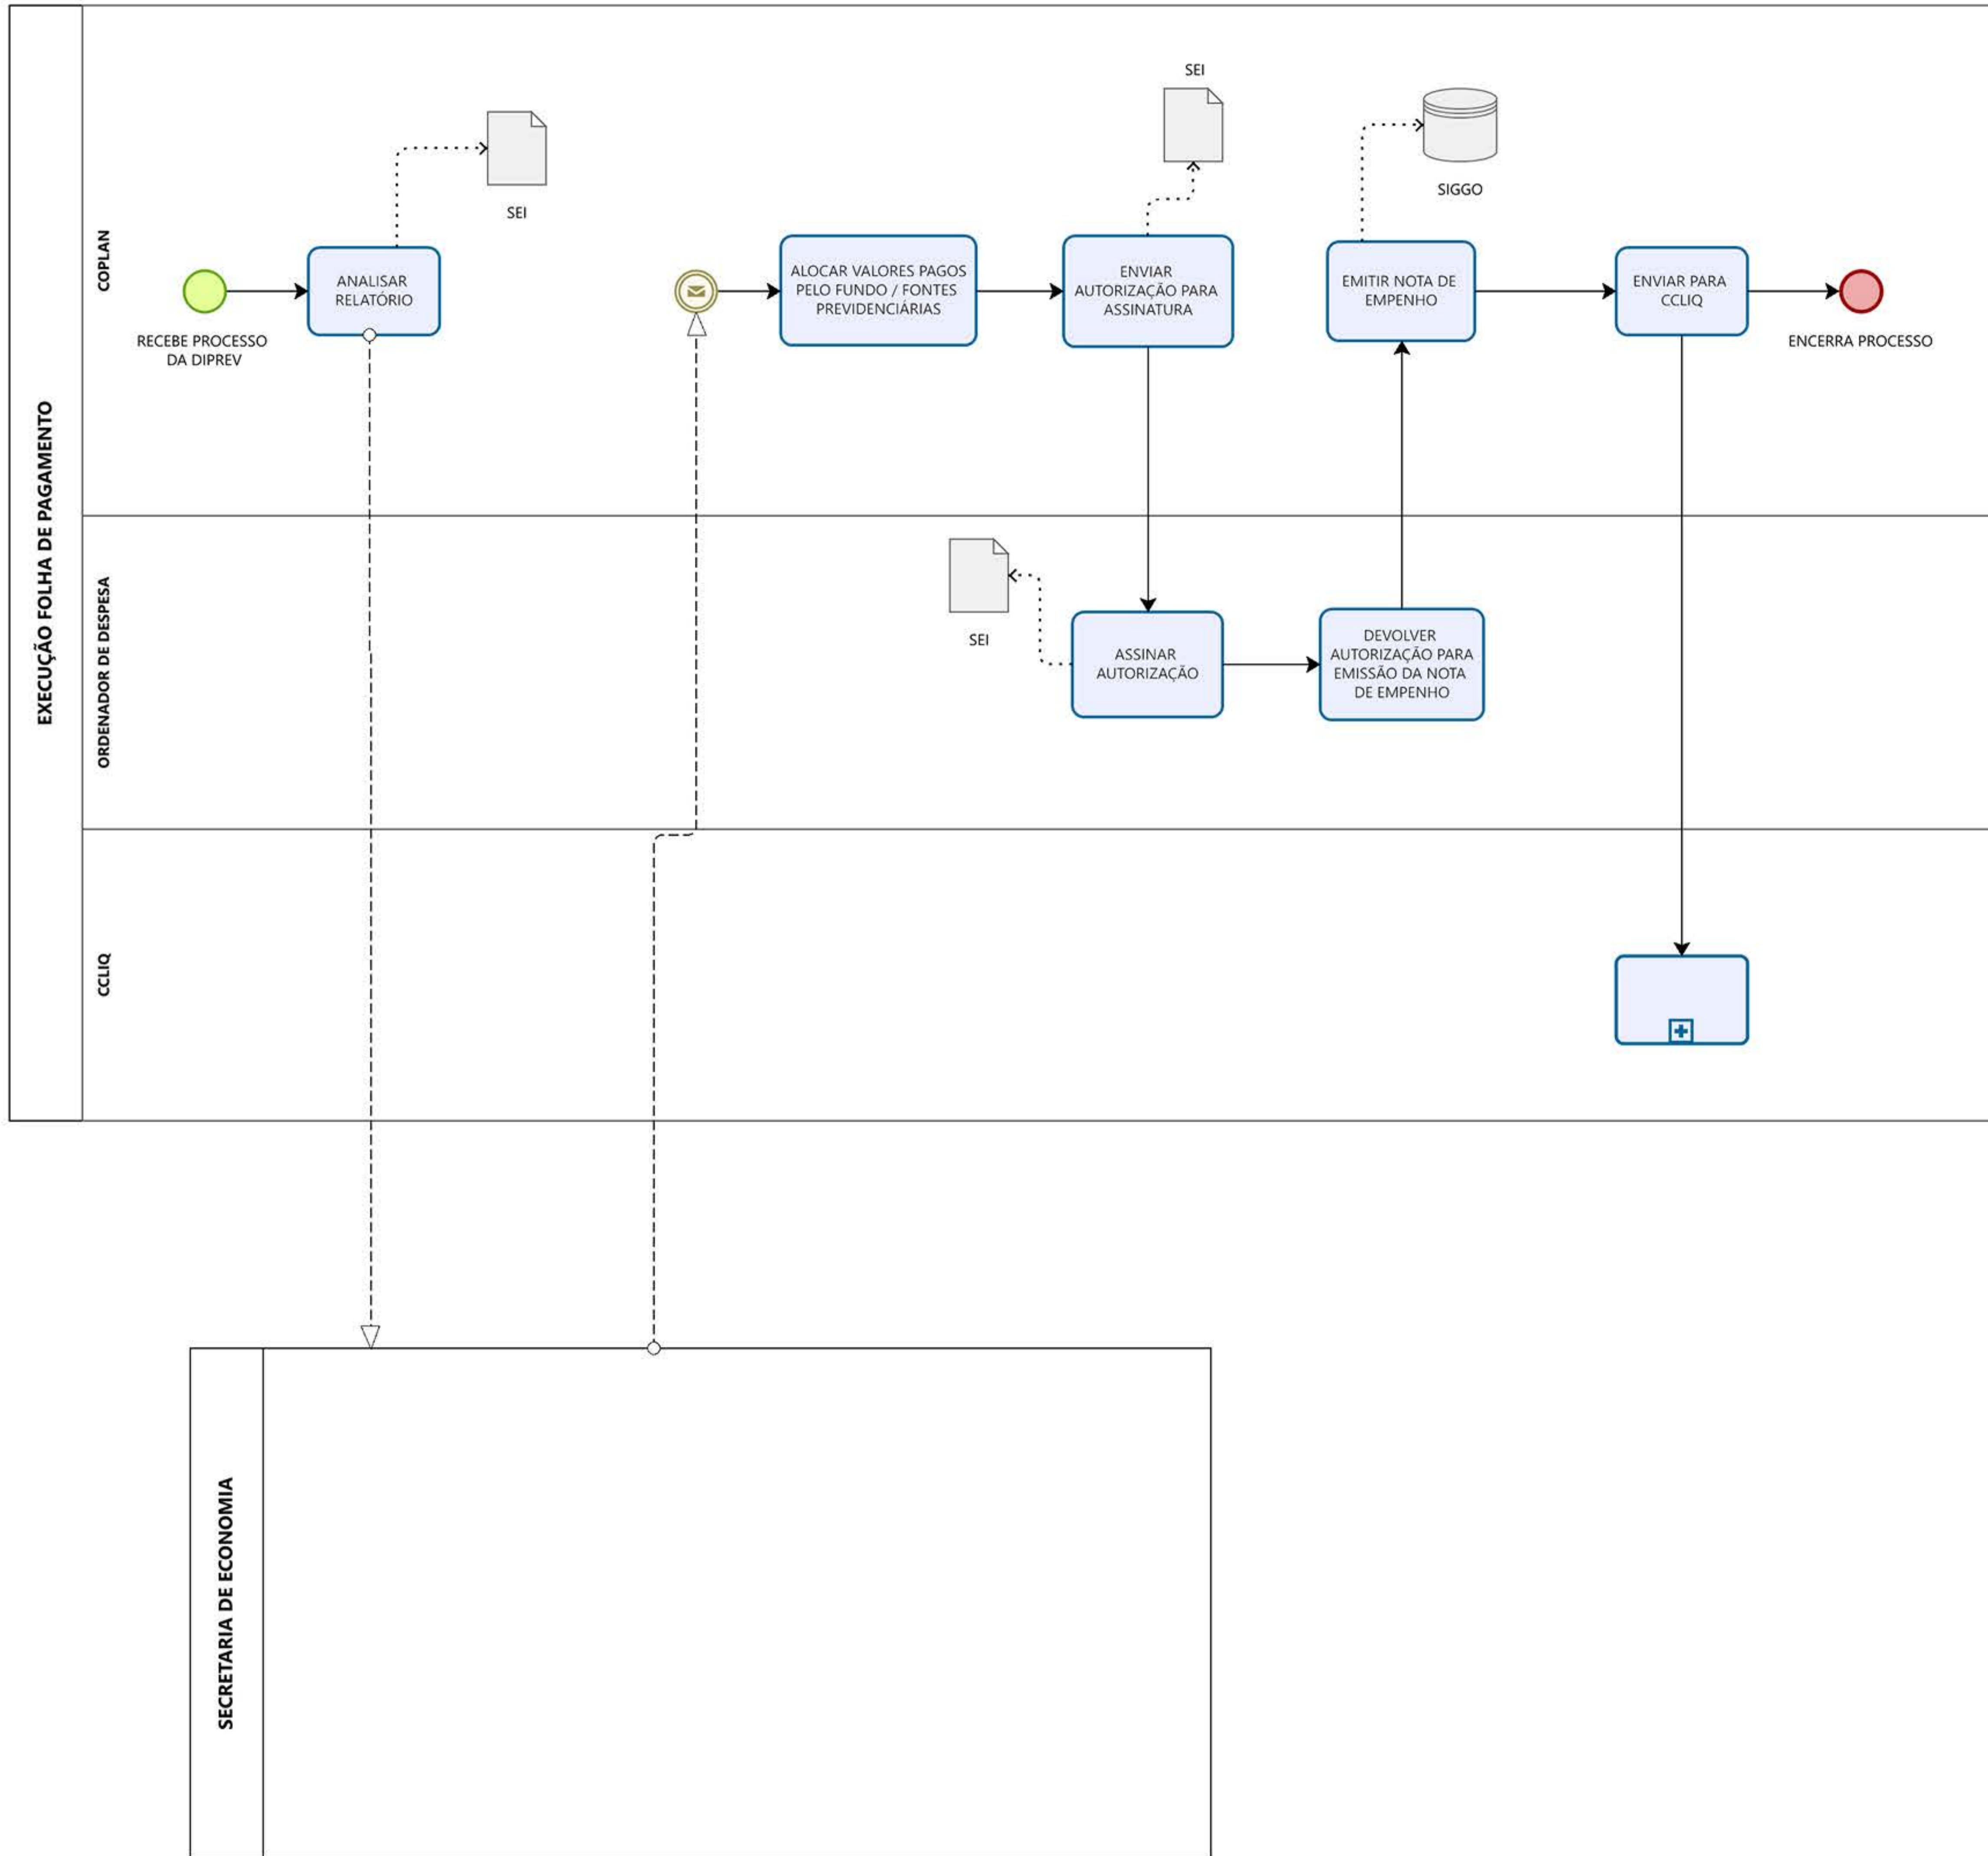 EXECUÇÃO FOLHA DE PAGAMENTO
COPLAN
RECEBE PROCESSO
DA DIPREV
ANALISAR
RELATÓRIO
SEI
ALOCAR VALORES PAGOS
PELO FUNDO / FONTES
PREVIDENCIÁRIAS
ENVIAR
AUTORIZAÇÃO PARA
ASSINATURA
SEI
EMITIR NOTA DE
EMPENHO
SIGGO
ENVIAR PARA
CCLIQ
ENCERRA PROCESSO
ORDENADOR DE DESPESA
SEI
ASSINAR
AUTORIZAÇÃO
DEVOLVER
AUTORIZAÇÃO PARA
EMISSÃO DA NOTA
DE EMPENHO
CCLIQ
SECRETARIA DE ECONOMIA